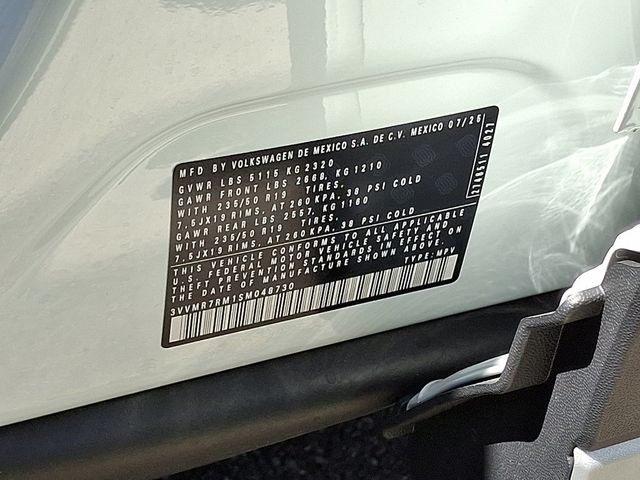 MFD BY VOLKSWAGEN DE MEXICO S.A. DE C.V. MEXICO 07/25
GVWR LBS 5115 KG 2320
GAWR FRONT LBS 2668, KG 1210
WITH 235/50 R19 TIRES,
7.5JX19 RIMS, AT 260 KPA, 38 PSI COLD
GAWR REAR LBS 2557, KG 1160
WITH 235/50 R19 TIRES,
7.5JX19 RIMS, AT 260 KPA, 38 PSI COLD
THIS VEHICLE CONFORMS TO ALL APPLICABLE
U.S. FEDERAL MOTOR VEHICLE SAFETY AND
THEFT PREVENTION STANDARDS IN EFFECT ON
THE DATE OF MANUFACTURE SHOWN ABOVE.
3VVMR7RM1SM048730 TYPE: MPV
4027